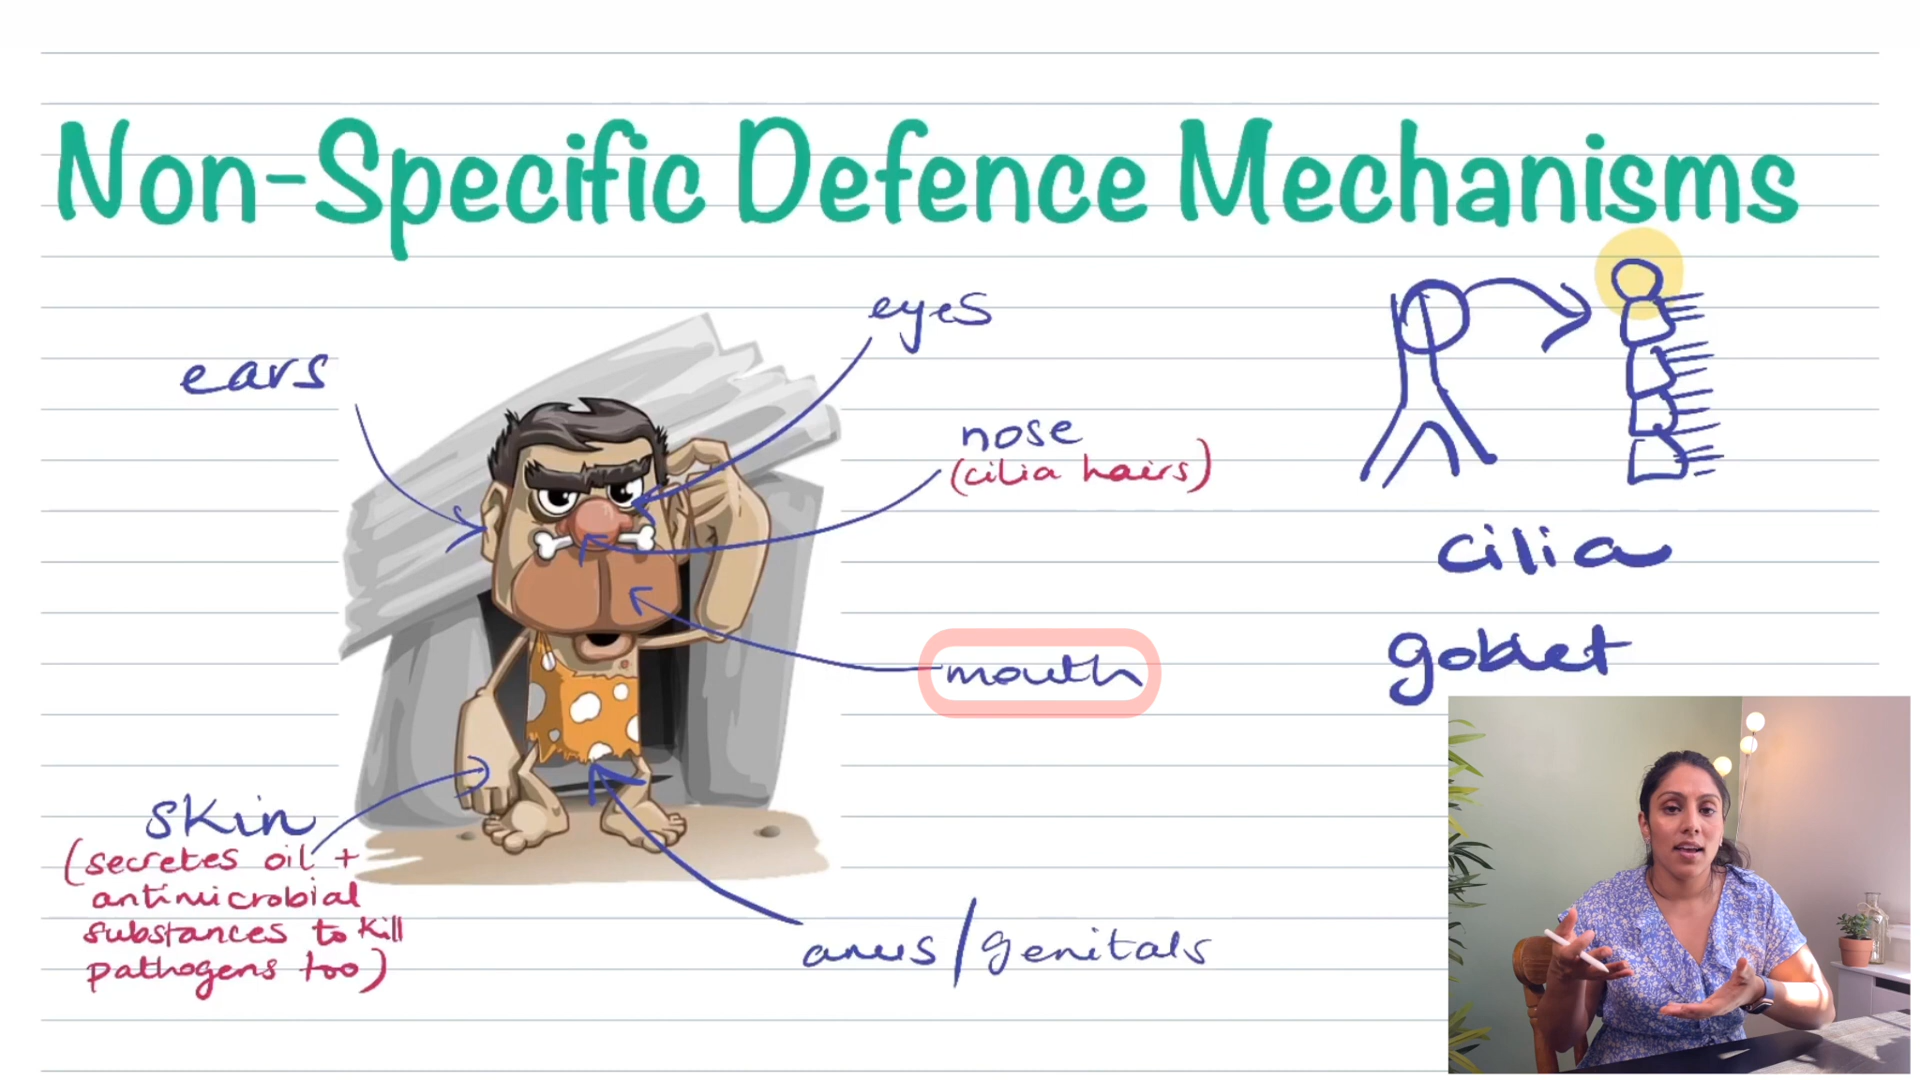 Non-Specific Defence Mechanisms
eyes
ears
nose
(cilia hairs)
cilia
goblet
mouth
skin
(secretes oil +
antimicrobial
substances to kill
pathogens too)
anus/genitals